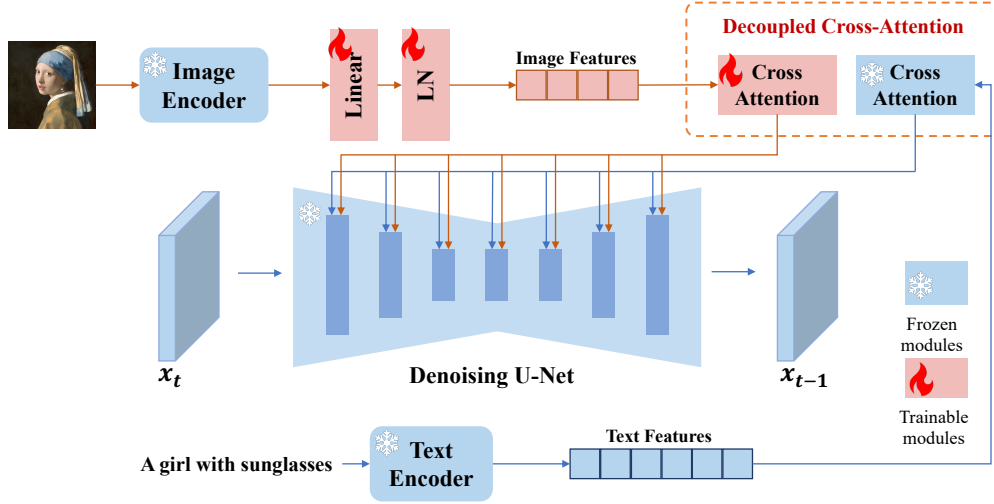 Decoupled Cross-Attention
Image
Encoder
Linear
LN
Image Features
Cross
Attention
Cross
Attention
x_t
Denoising U-Net
x_{t−1}
Frozen
modules
Trainable
modules
A girl with sunglasses
Text
Encoder
Text Features